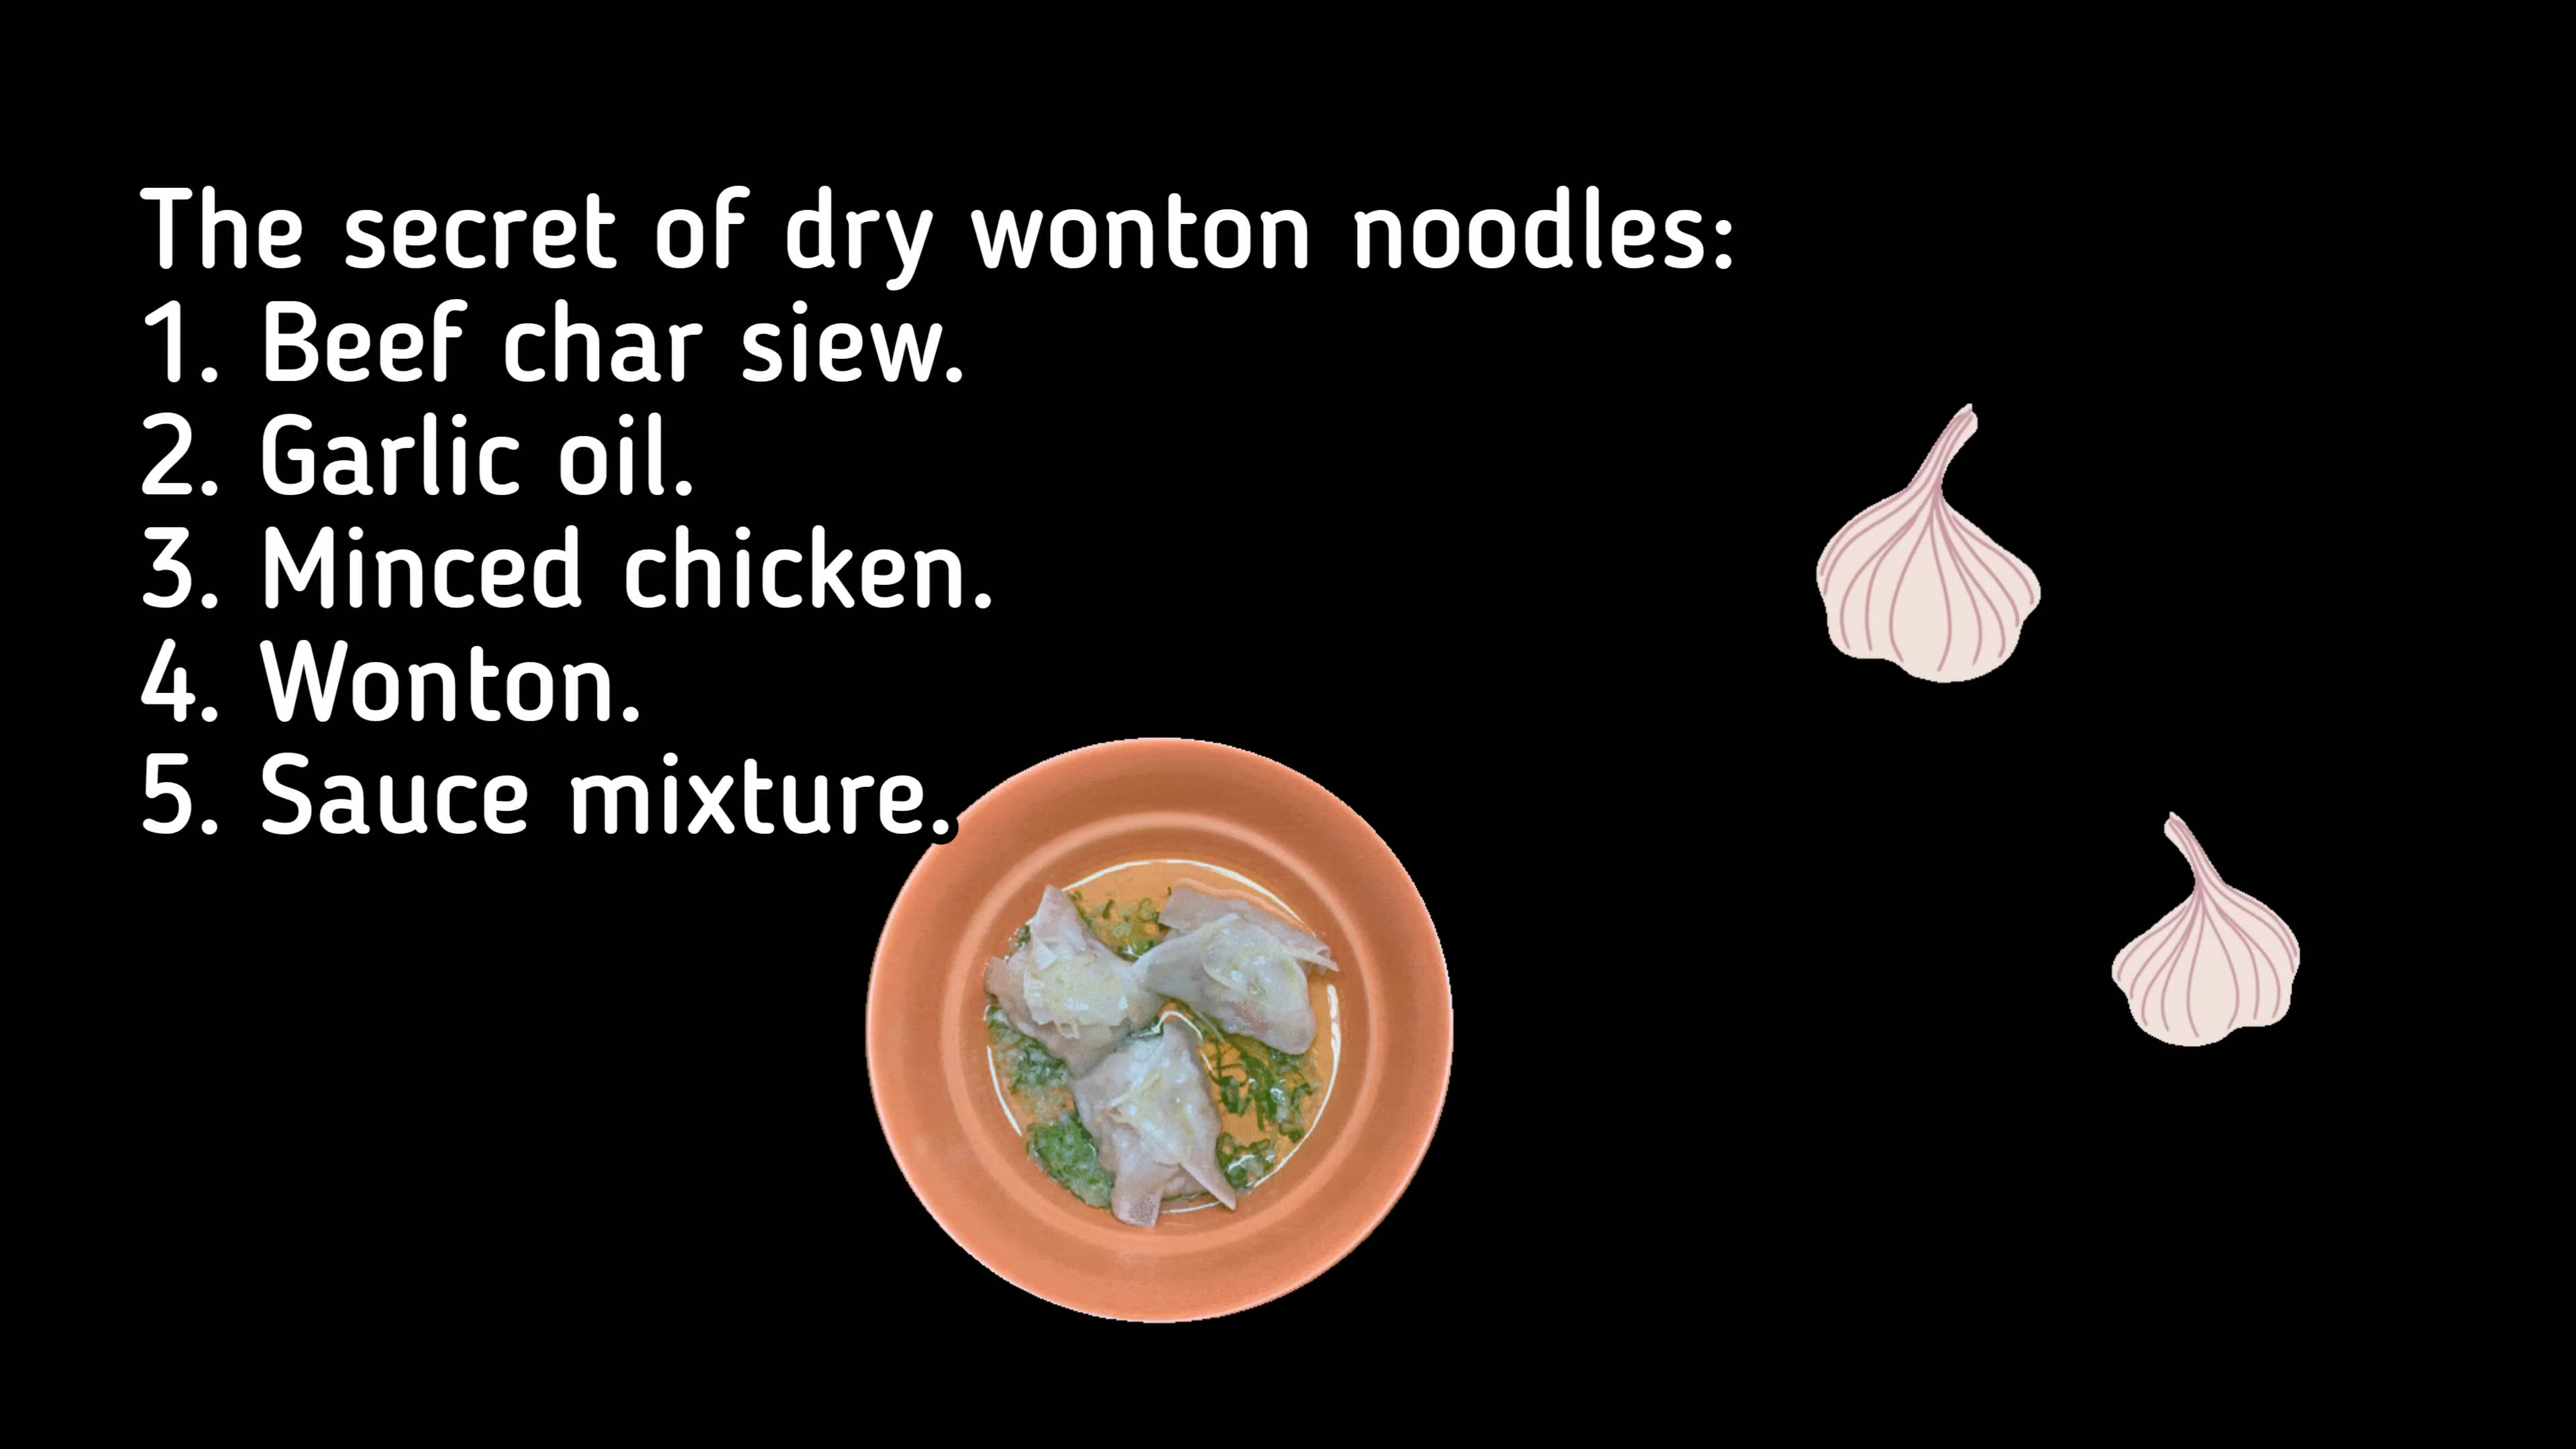 The secret of dry wonton noodles:
1. Beef char siew.
2. Garlic oil.
3. Minced chicken.
4. Wonton.
5. Sauce mixture.